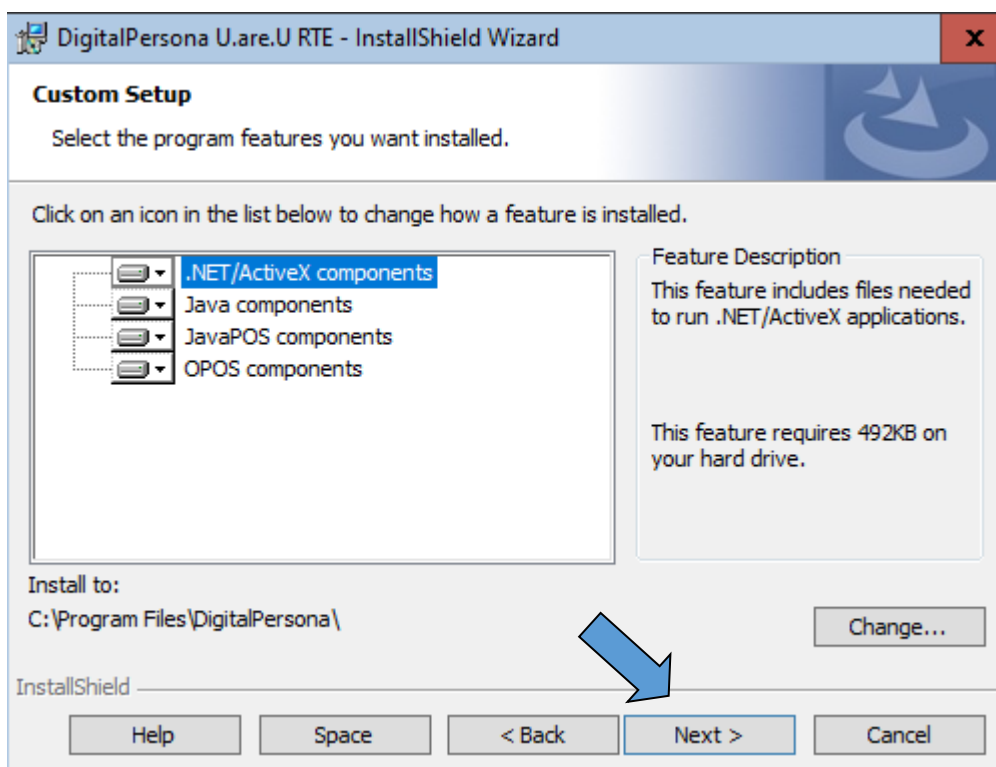 DigitalPersona U.are.U RTE - InstallShield Wizard
x
Custom Setup
Select the program features you want installed.
Click on an icon in the list below to change how a feature is installed.
.NET/ActiveX components
Java components
JavaPOS components
OPOS components
Feature Description
This feature includes files needed
to run .NET/ActiveX applications.
This feature requires 492KB on
your hard drive.
Install to:
C:\Program Files\DigitalPersona\
Change...
InstallShield
Help
Space
< Back
Next >
Cancel